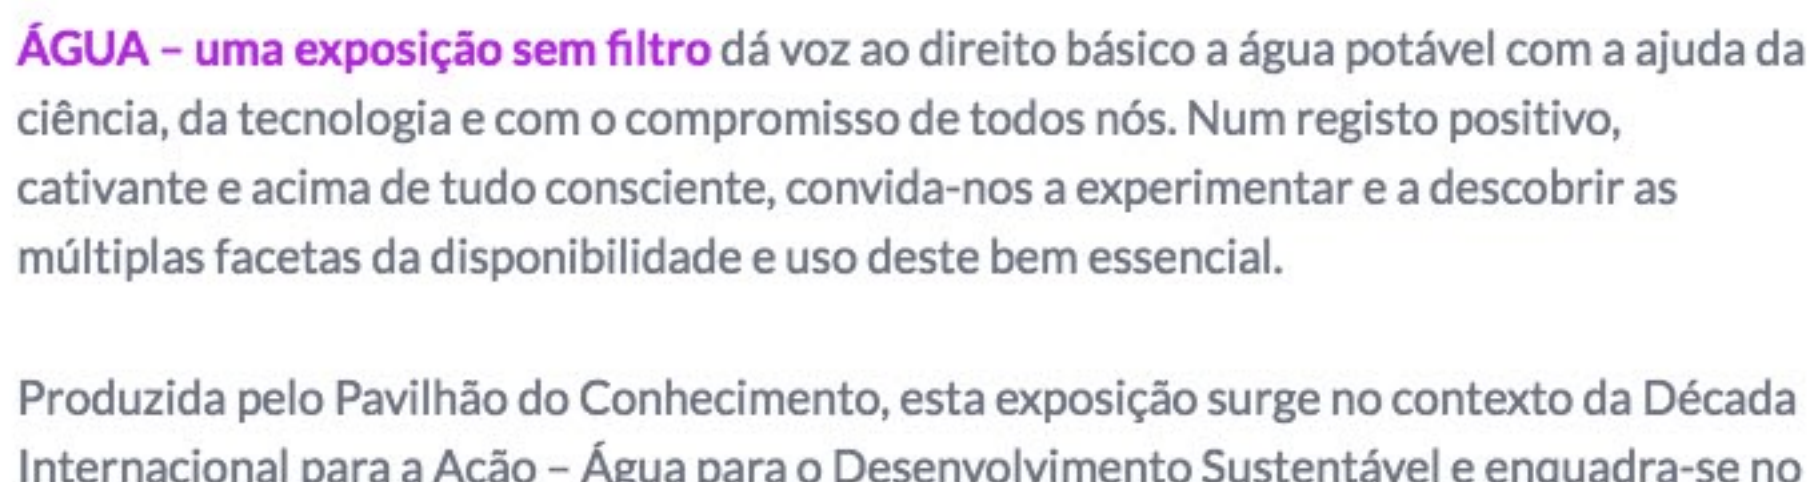 ÁGUA – uma exposição sem filtro dá voz ao direito básico a água potável com a ajuda da
ciência, da tecnologia e com o compromisso de todos nós. Num registo positivo,
cativante e acima de tudo consciente, convida-nos a experimentar e a descobrir as
múltiplas facetas da disponibilidade e uso deste bem essencial.
Produzida pelo Pavilhão do Conhecimento, esta exposição surge no contexto da Década
Internacional para a Ação – Água para o Desenvolvimento Sustentável e enquadra-se no